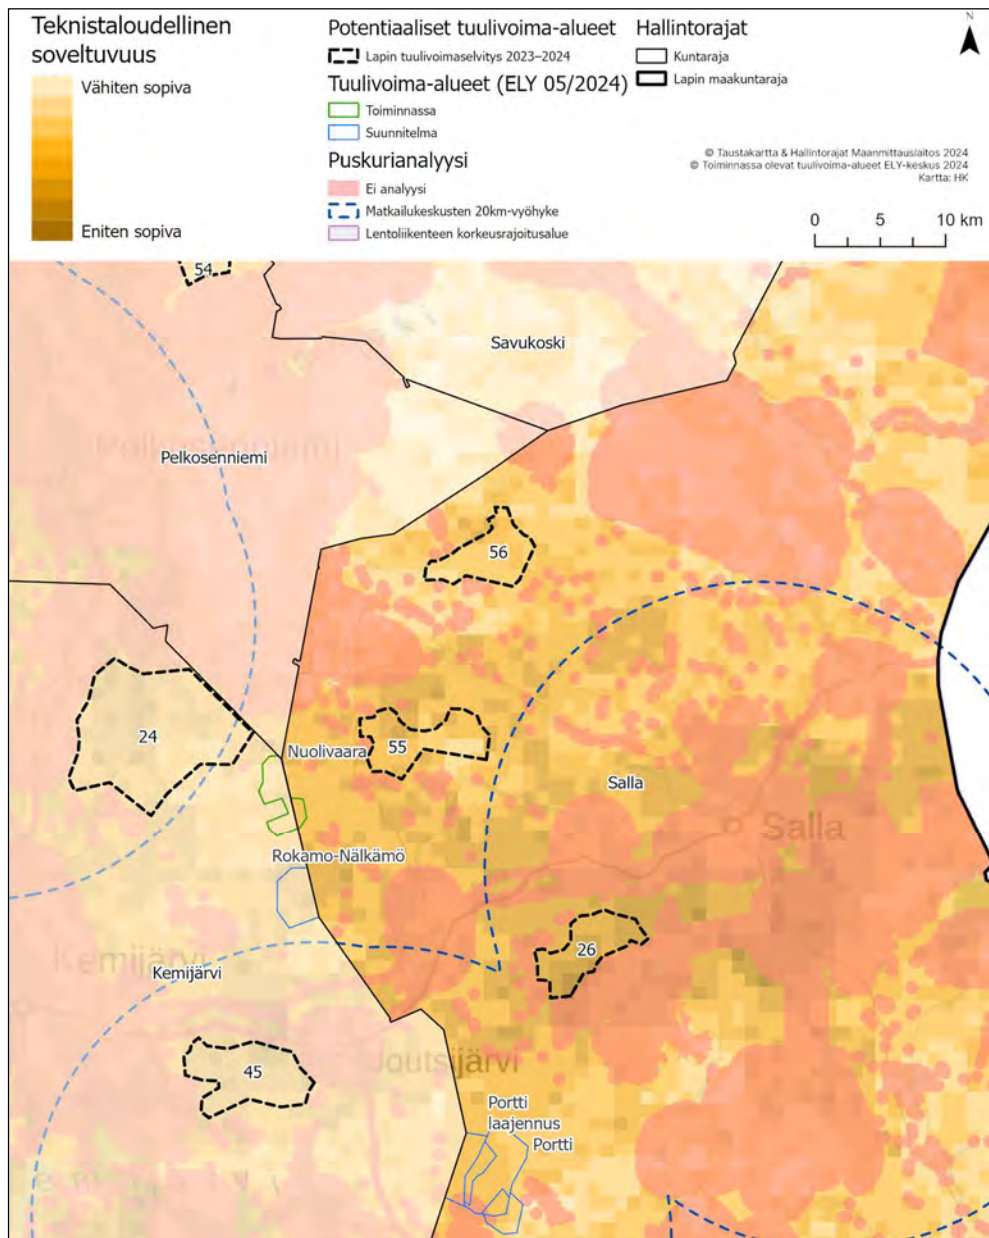 Teknistaloudellinen
soveltuvuus
Vähiten sopiva
Eniten sopiva
Potentiaaliset tuulivoima-alueet
Lapin tuulivoimaselvitys 2023–2024
Tuulivoima-alueet (ELY 05/2024)
Toiminnassa
Suunnitelma
Puskurianalyysi
Ei analyysi
Matkailukeskusten 20km-vyöhyke
Lentoliikenteen korkeusrajoitusalue
Hallintorajat
Kuntaraja
Lapin maakuntaraja
N
© Taustakartta & Hallintorajat Maanmittauslaitos 2024
© Toiminnassa olevat tuulivoima-alueet ELY-keskus 2024
Kartta: HK
0 5 10 km
54
Savukoski
Pelkosenniemi
Pelkosenniemi
56
24
Nuolivaara
55
Salla
Salla
Rokamo-Nälkämö
26
Kemijärvi
Kemijärvi
45
Joutsijärvi
Portti
laajennus
Portti